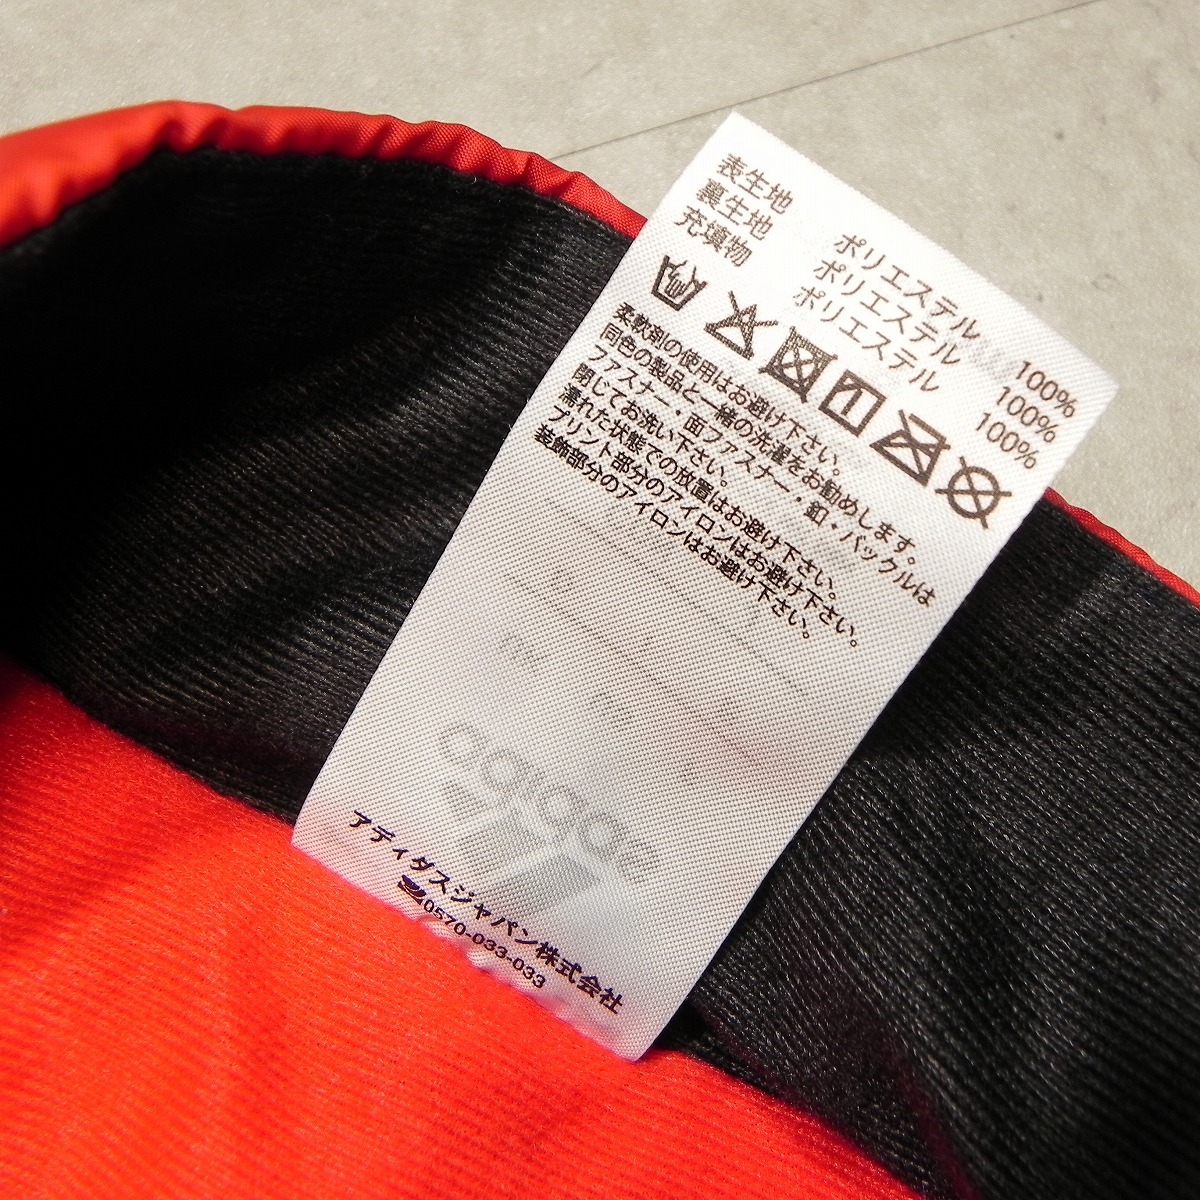 表生地 ポリエステル 100%
裏生地 ポリエステル 100%
充填物 ポリエステル 100%
柔軟剤の使用はお避け下さい。
同色の製品と一緒の洗濯をお勧めします。
ファスナー・面ファスナー・釦・バックルは
閉じてお洗い下さい。
濡れた状態での放置はお避け下さい。
プリント部分のアイロンはお避け下さい。
装飾部分のアイロンはお避け下さい。
adidas
アディダスジャパン株式会社
0570-033-033